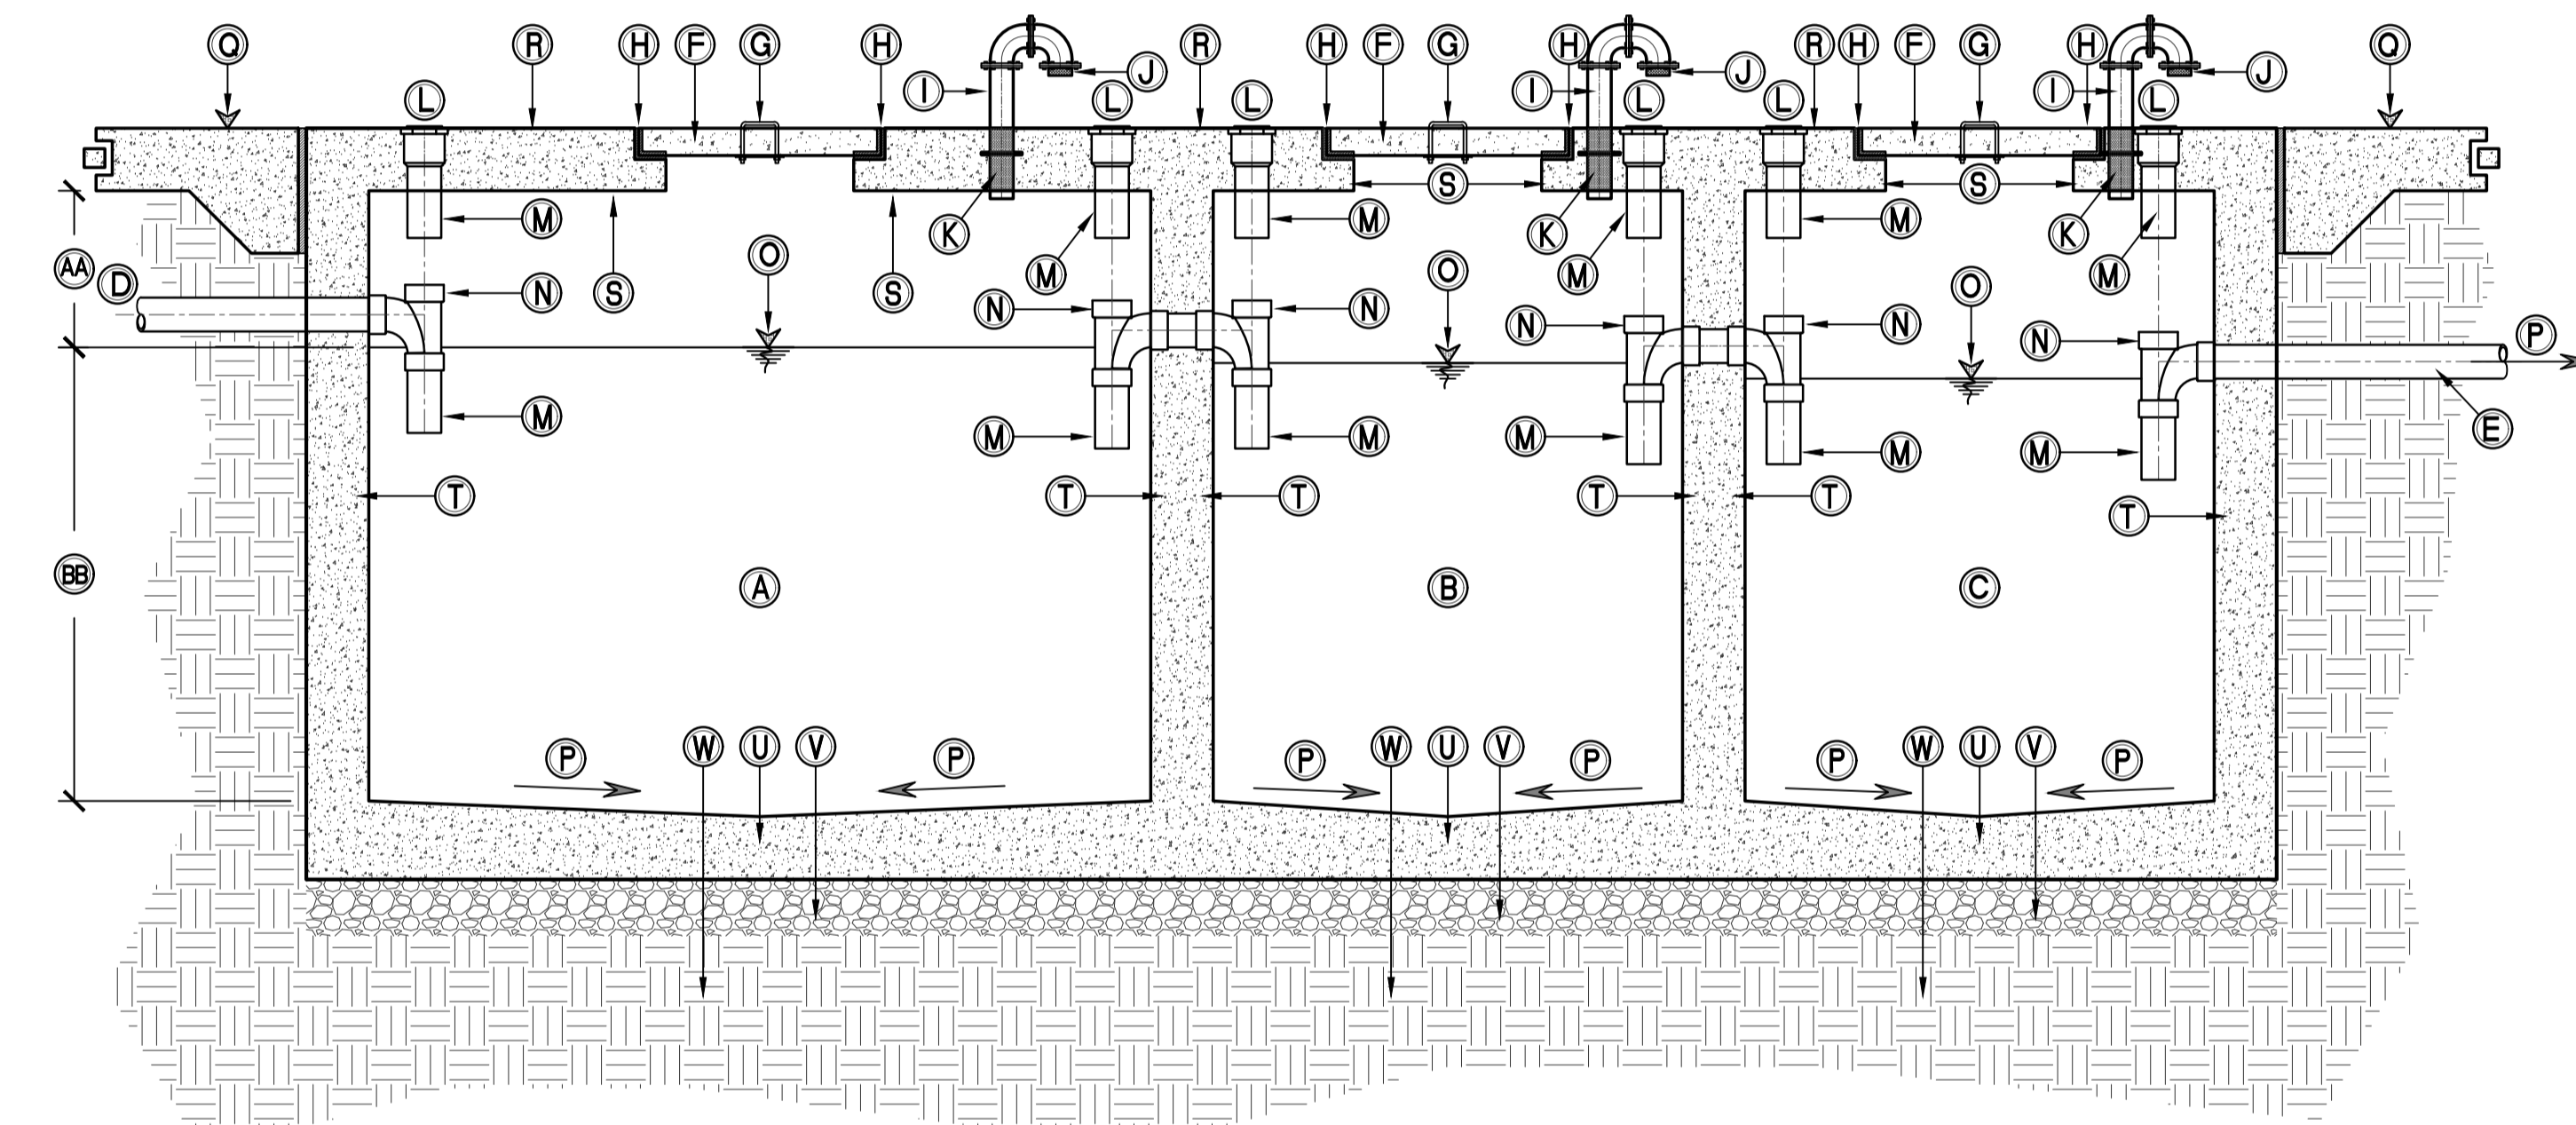 Q R H F G H R H F G H R H F G H Q
I J I J I J
L L L L L L
M K M M K M M K M
S S
AA D N S S O N M N O N M N O N M
P
M M M M M M E
T T T T T T
BB A B C
P W U V P P W U V P P W U V P